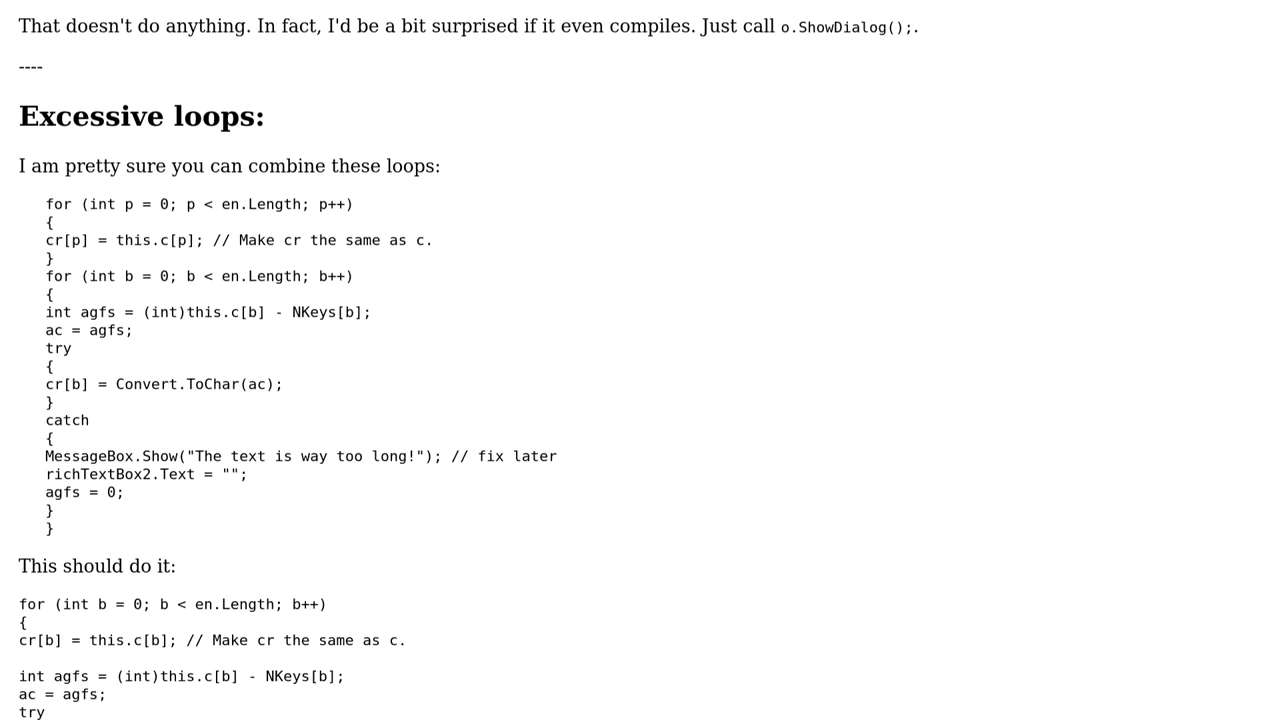 That doesn't do anything. In fact, I'd be a bit surprised if it even compiles. Just call o.ShowDialog();.
----
Excessive loops:
I am pretty sure you can combine these loops:
for (int p = 0; p < en.Length; p++)
{
cr[p] = this.c[p]; // Make cr the same as c.
}
for (int b = 0; b < en.Length; b++)
{
int agfs = (int)this.c[b] - NKeys[b];
ac = agfs;
try
{
cr[b] = Convert.ToChar(ac);
}
catch
{
MessageBox.Show("The text is way too long!"); // fix later
richTextBox2.Text = "";
agfs = 0;
}
}
This should do it:
for (int b = 0; b < en.Length; b++)
{
cr[b] = this.c[b]; // Make cr the same as c.
int agfs = (int)this.c[b] - NKeys[b];
ac = agfs;
try